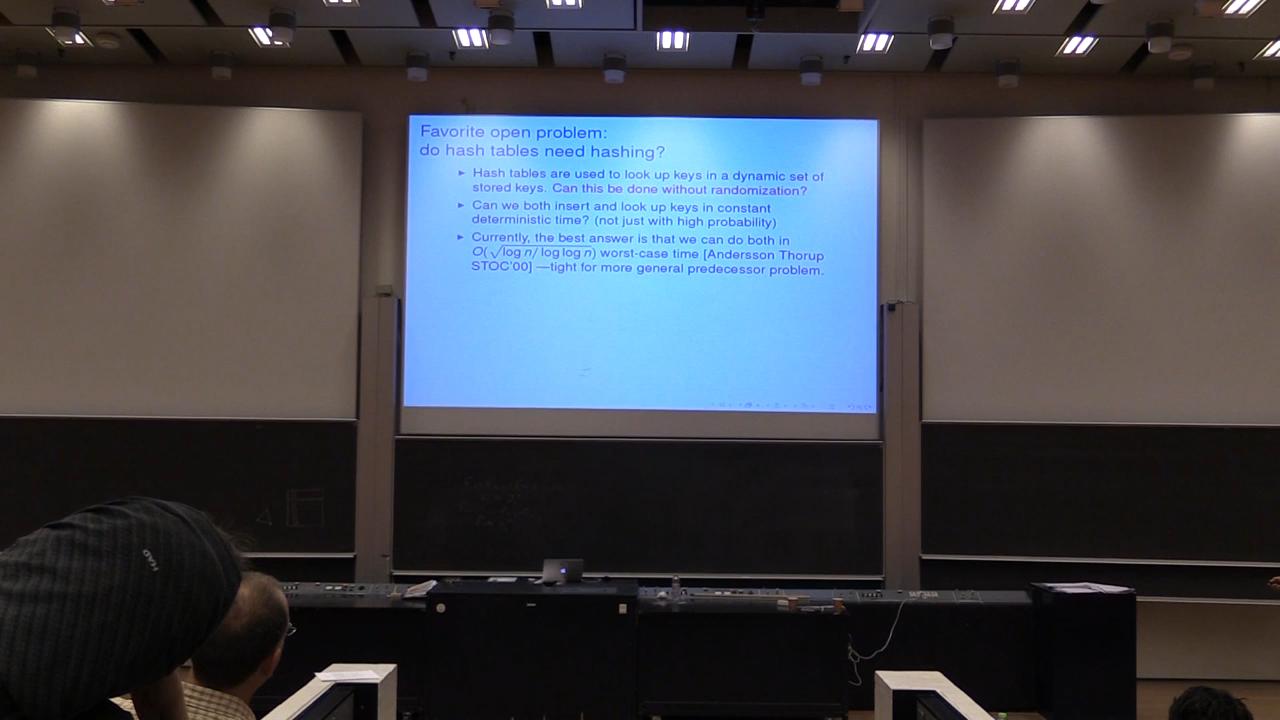 Favorite open problem:
do hash tables need hashing?
► Hash tables are used to look up keys in a dynamic set of
stored keys. Can this be done without randomization?
► Can we both insert and look up keys in constant
deterministic time? (not just with high probability)
► Currently, the best answer is that we can do both in
O(√log n/ log log n) worst-case time [Andersson Thorup
STOC'00] —tight for more general predecessor problem.